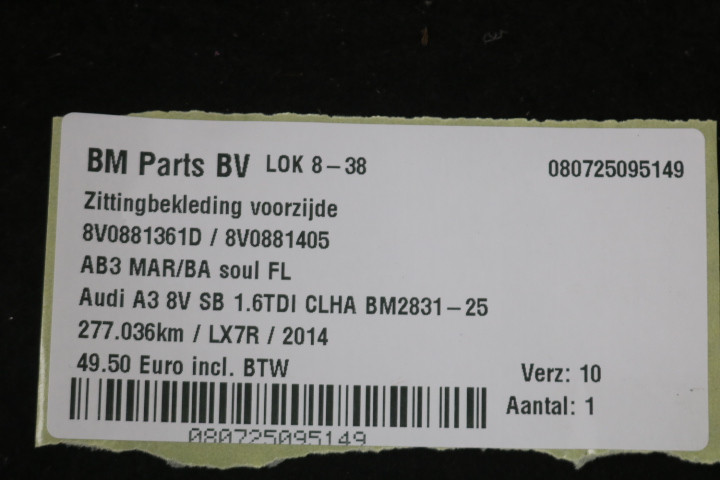 BM Parts BV LOK 8-38 080725095149
Zittingbekleding voorzijde
8V0881361D / 8V0881405
AB3 MAR/BA soul FL
Audi A3 8V SB 1.6TDI CLHA BM2831-25
277.036km / LX7R / 2014
49.50 Euro incl. BTW Verz: 10
Aantal: 1
080725095149